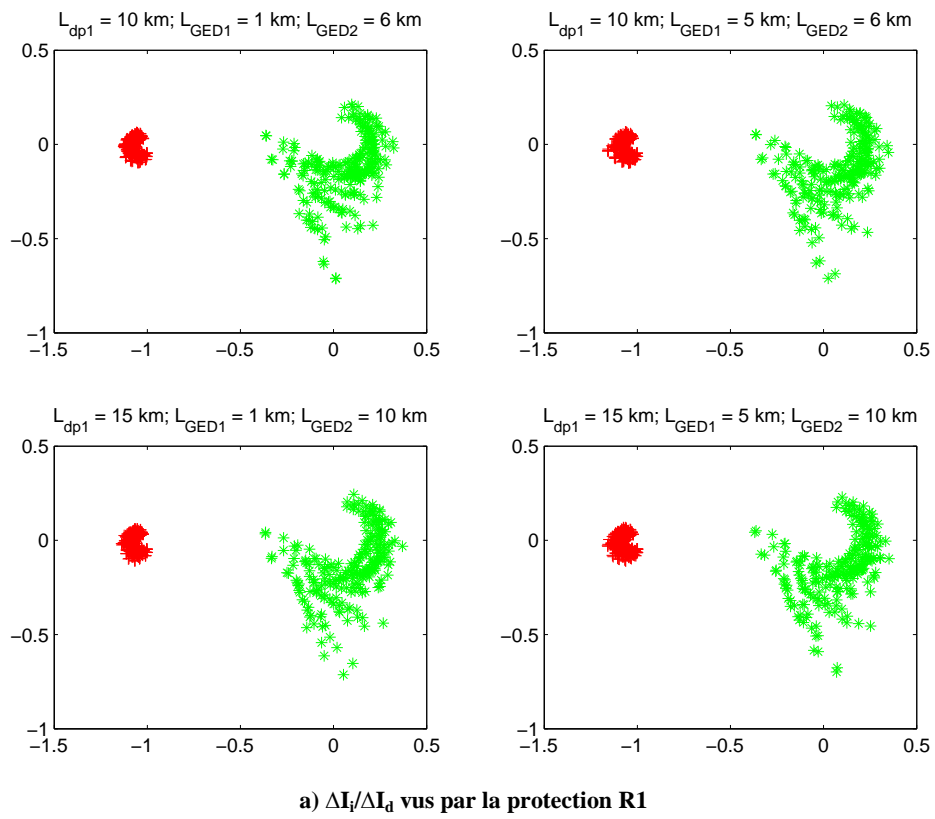 L_dp1 = 10 km; L_GED1 = 1 km; L_GED2 = 6 km
0.5
0
−0.5
−1
−1.5 −1 −0.5 0 0.5
L_dp1 = 10 km; L_GED1 = 5 km; L_GED2 = 6 km
0.5
0
−0.5
−1
−1.5 −1 −0.5 0 0.5
L_dp1 = 15 km; L_GED1 = 1 km; L_GED2 = 10 km
0.5
0
−0.5
−1
−1.5 −1 −0.5 0 0.5
L_dp1 = 15 km; L_GED1 = 5 km; L_GED2 = 10 km
0.5
0
−0.5
−1
−1.5 −1 −0.5 0 0.5
a) ΔI_i/ΔI_d vus par la protection R1